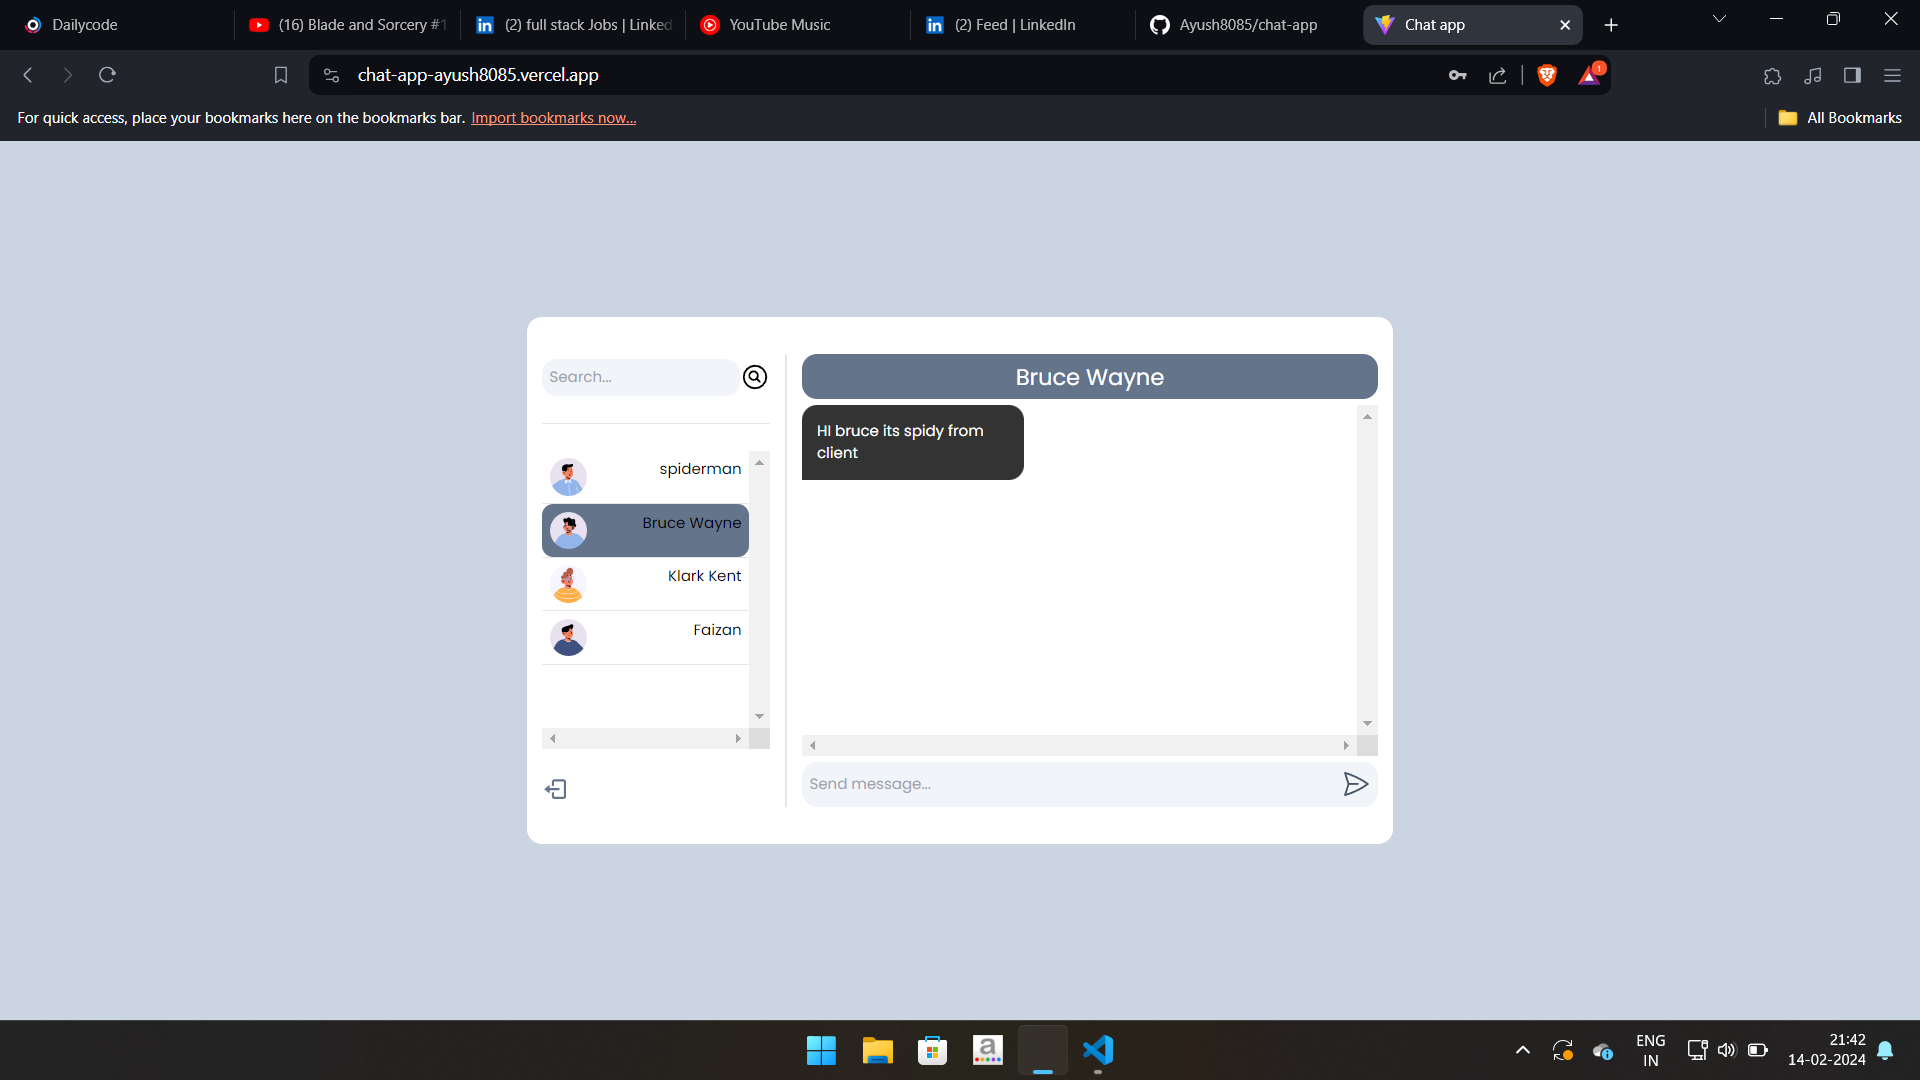 Dailycode
(16) Blade and Sorcery #1
(2) full stack Jobs | Linked
YouTube Music
(2) Feed | LinkedIn
Ayush8085/chat-app
Chat app
chat-app-ayush8085.vercel.app
1
For quick access, place your bookmarks here on the bookmarks bar. Import bookmarks now...
All Bookmarks
Search...
spiderman
Bruce Wayne
Klark Kent
Faizan
Bruce Wayne
HI bruce its spidy from
client
Send message...
a
ENG
IN
21:42
14-02-2024